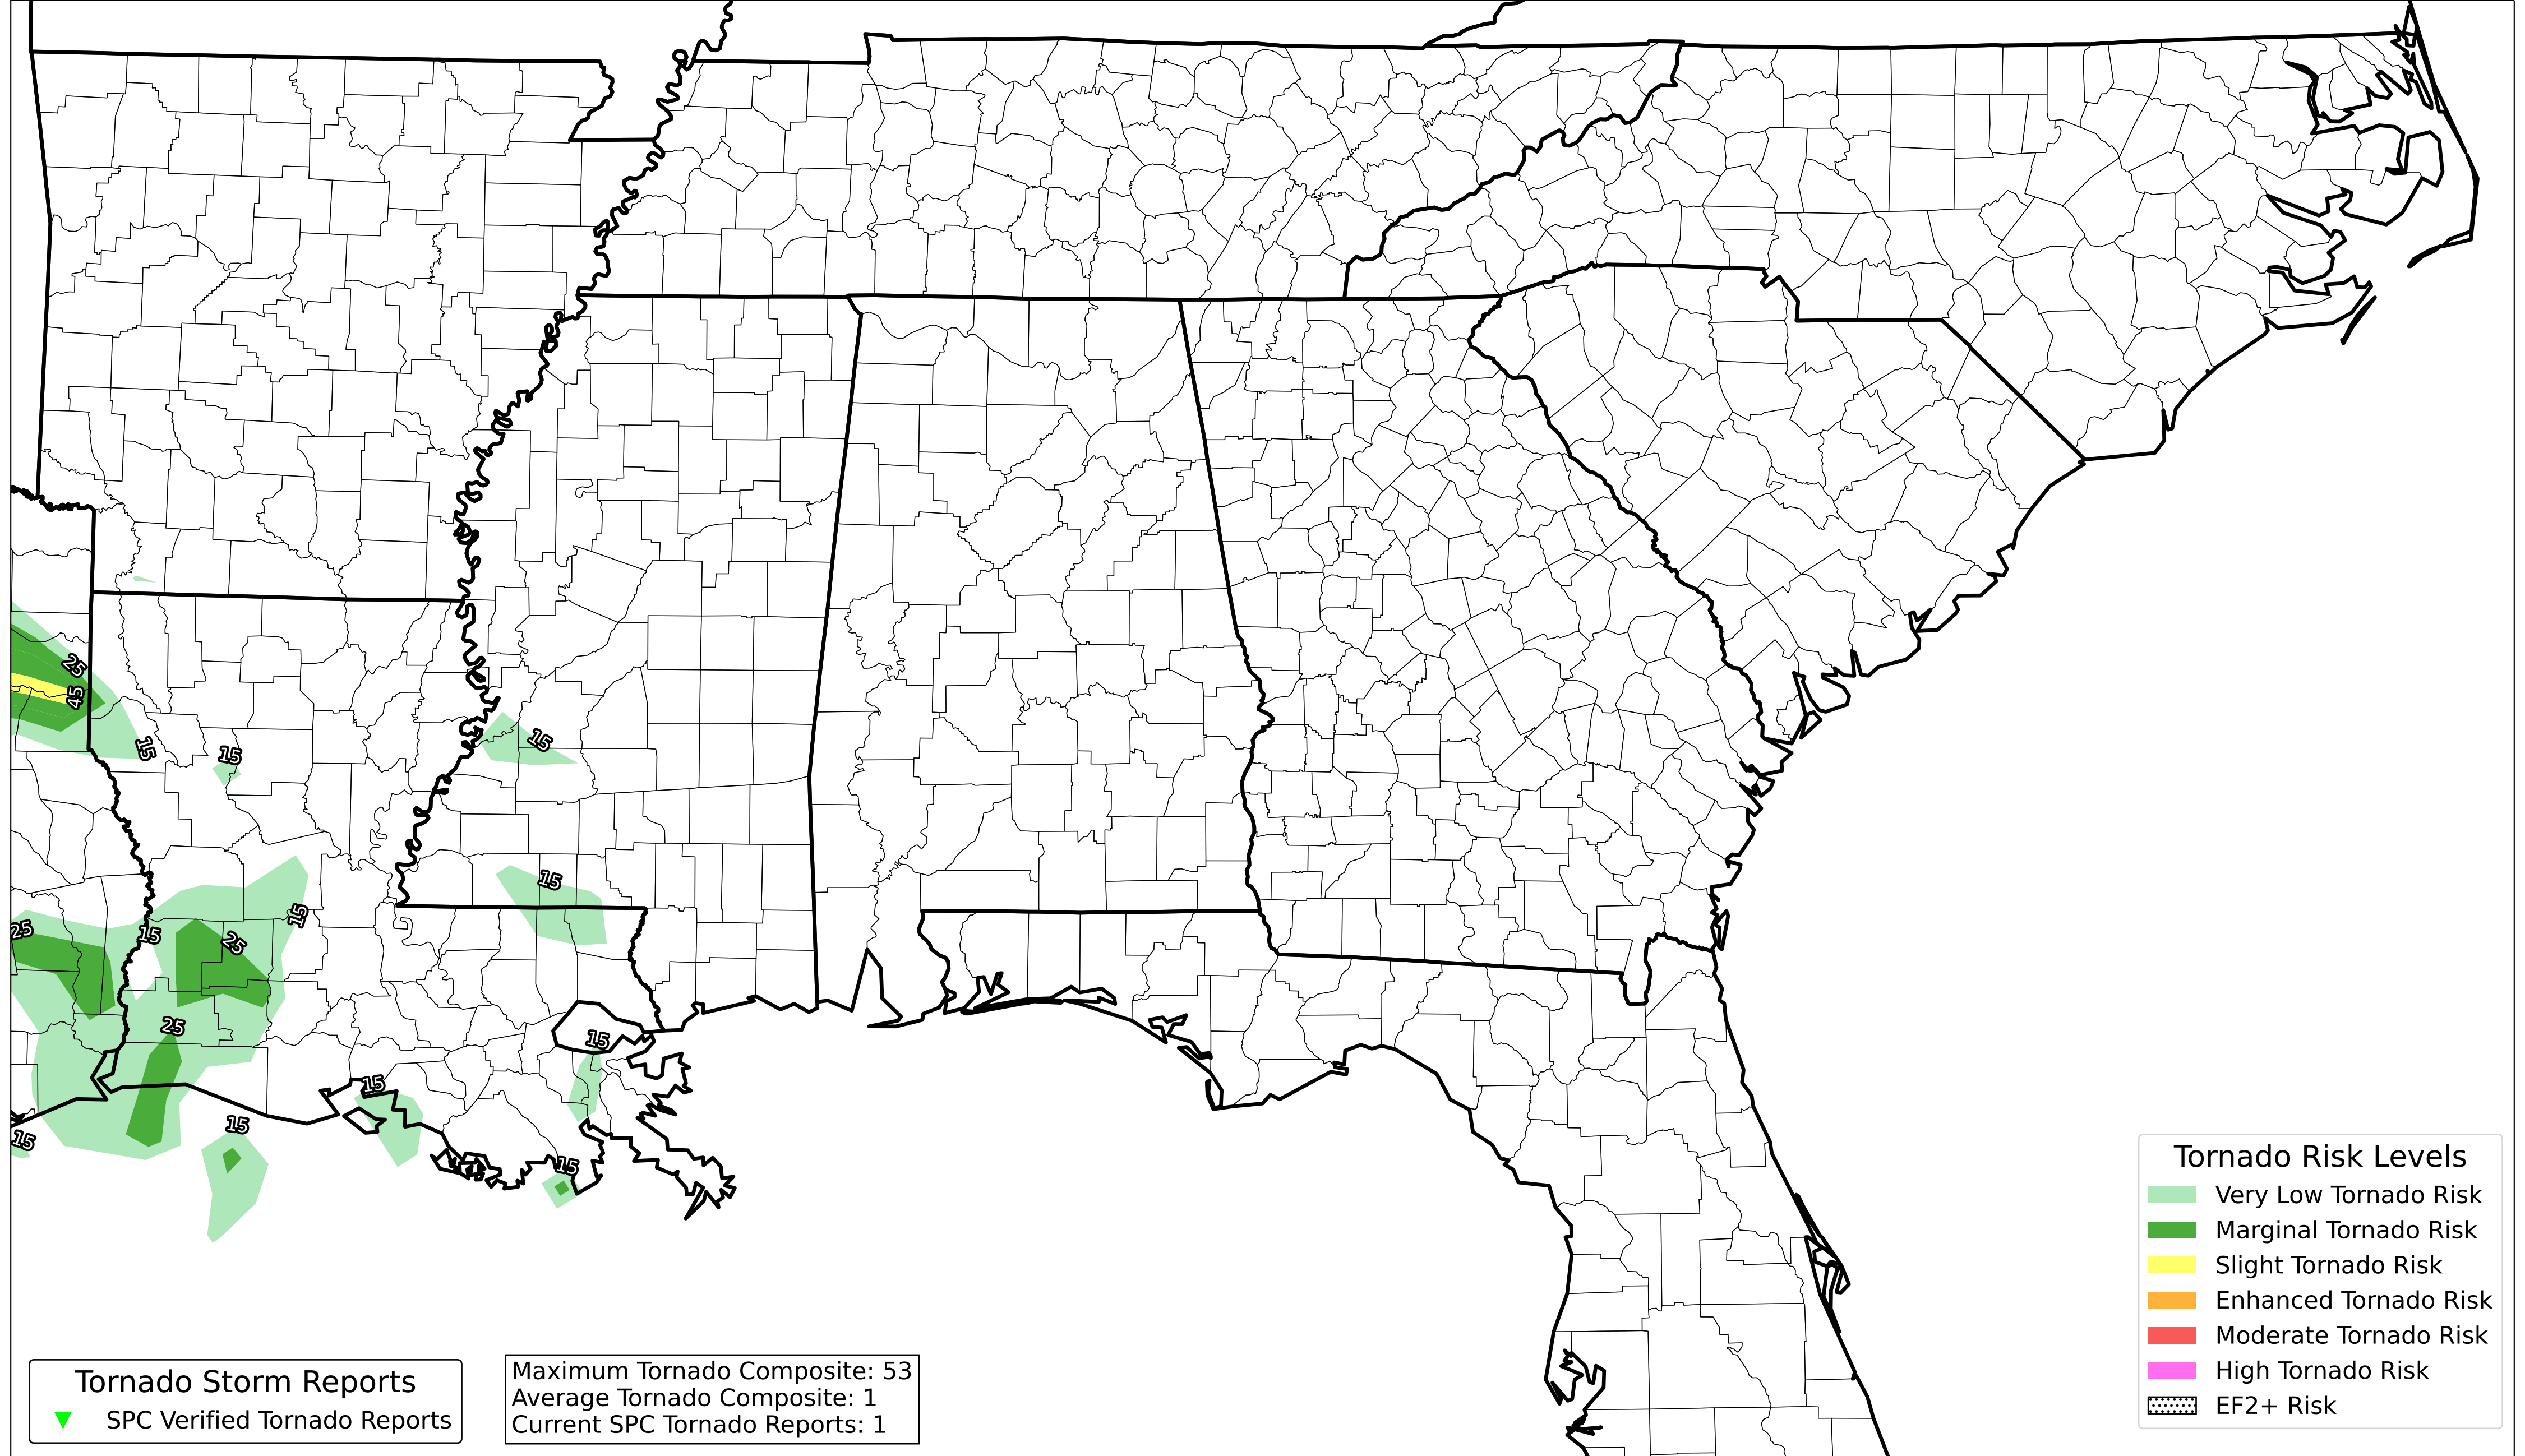 25
45
15
15
15
15
25
15
25
15
15
25
15
15
15
15
15
Tornado Risk Levels
Very Low Tornado Risk
Marginal Tornado Risk
Slight Tornado Risk
Enhanced Tornado Risk
Moderate Tornado Risk
High Tornado Risk
EF2+ Risk
Tornado Storm Reports
SPC Verified Tornado Reports
Maximum Tornado Composite: 53
Average Tornado Composite: 1
Current SPC Tornado Reports: 1